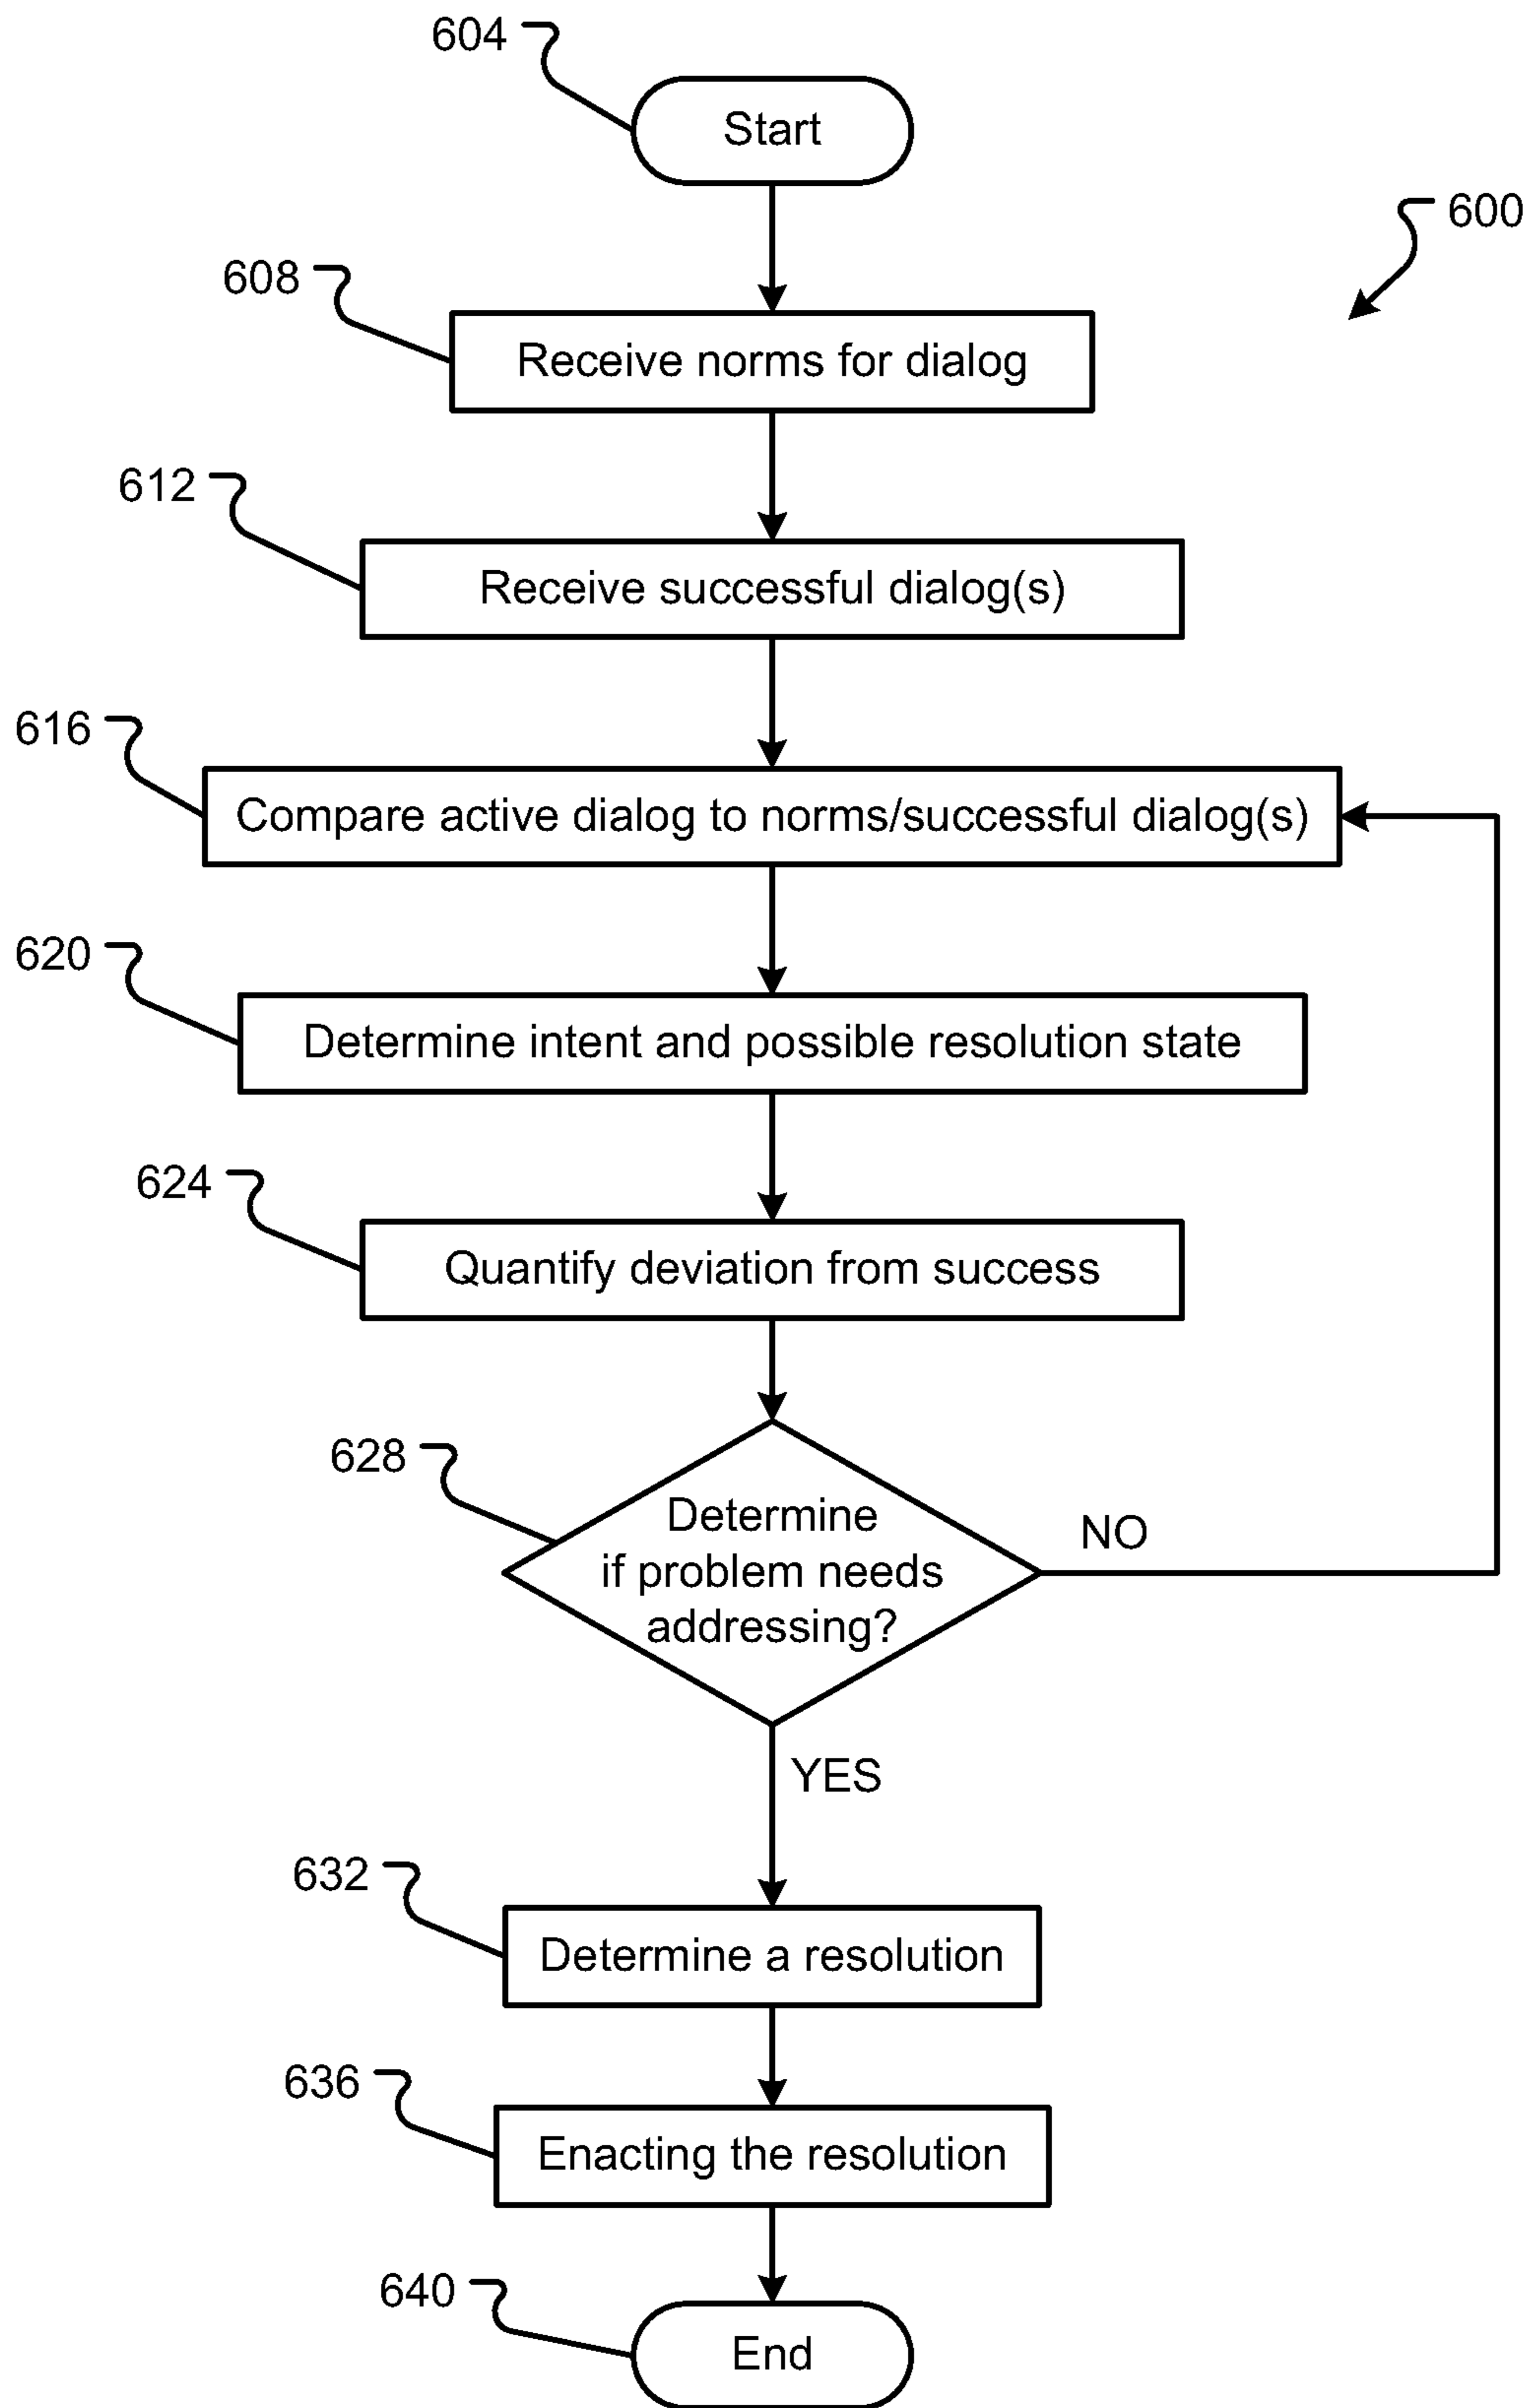 604
Start
600
608
Receive norms for dialog
612
Receive successful dialog(s)
616
Compare active dialog to norms/successful dialog(s)
620
Determine intent and possible resolution state
624
Quantify deviation from success
628
Determine
if problem needs
addressing?
NO
YES
632
Determine a resolution
636
Enacting the resolution
640
End